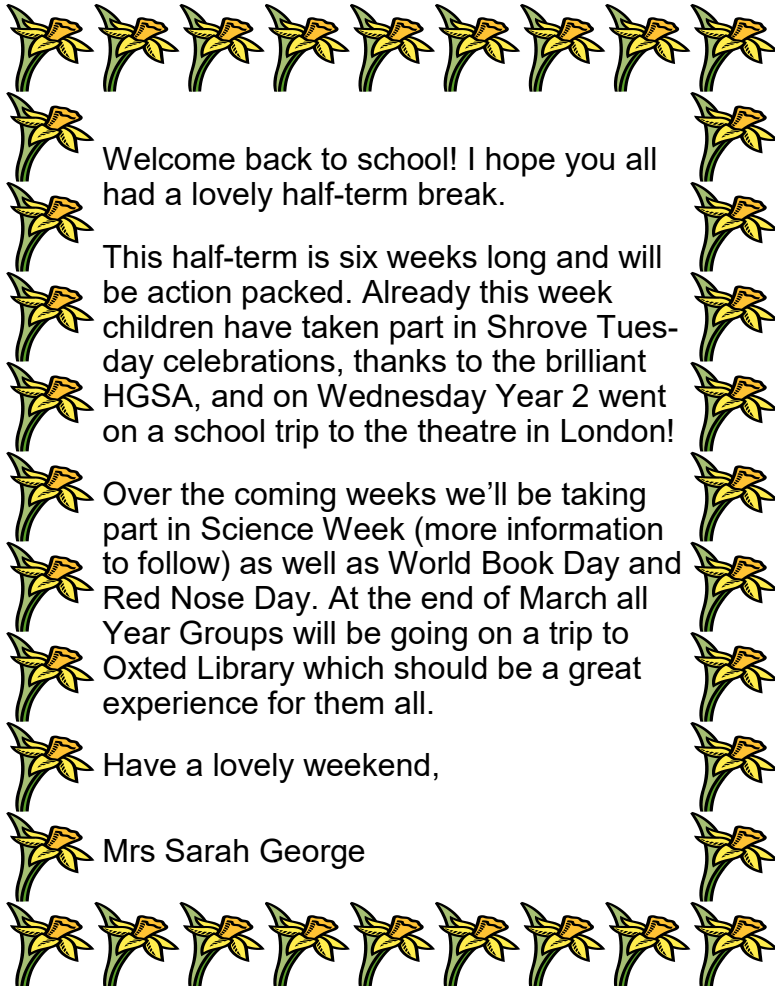 Welcome back to school! I hope you all
had a lovely half-term break.
This half-term is six weeks long and will
be action packed. Already this week
children have taken part in Shrove Tues-
day celebrations, thanks to the brilliant
HGSA, and on Wednesday Year 2 went
on a school trip to the theatre in London!
Over the coming weeks we’ll be taking
part in Science Week (more information
to follow) as well as World Book Day and
Red Nose Day. At the end of March all
Year Groups will be going on a trip to
Oxted Library which should be a great
experience for them all.
Have a lovely weekend,
Mrs Sarah George